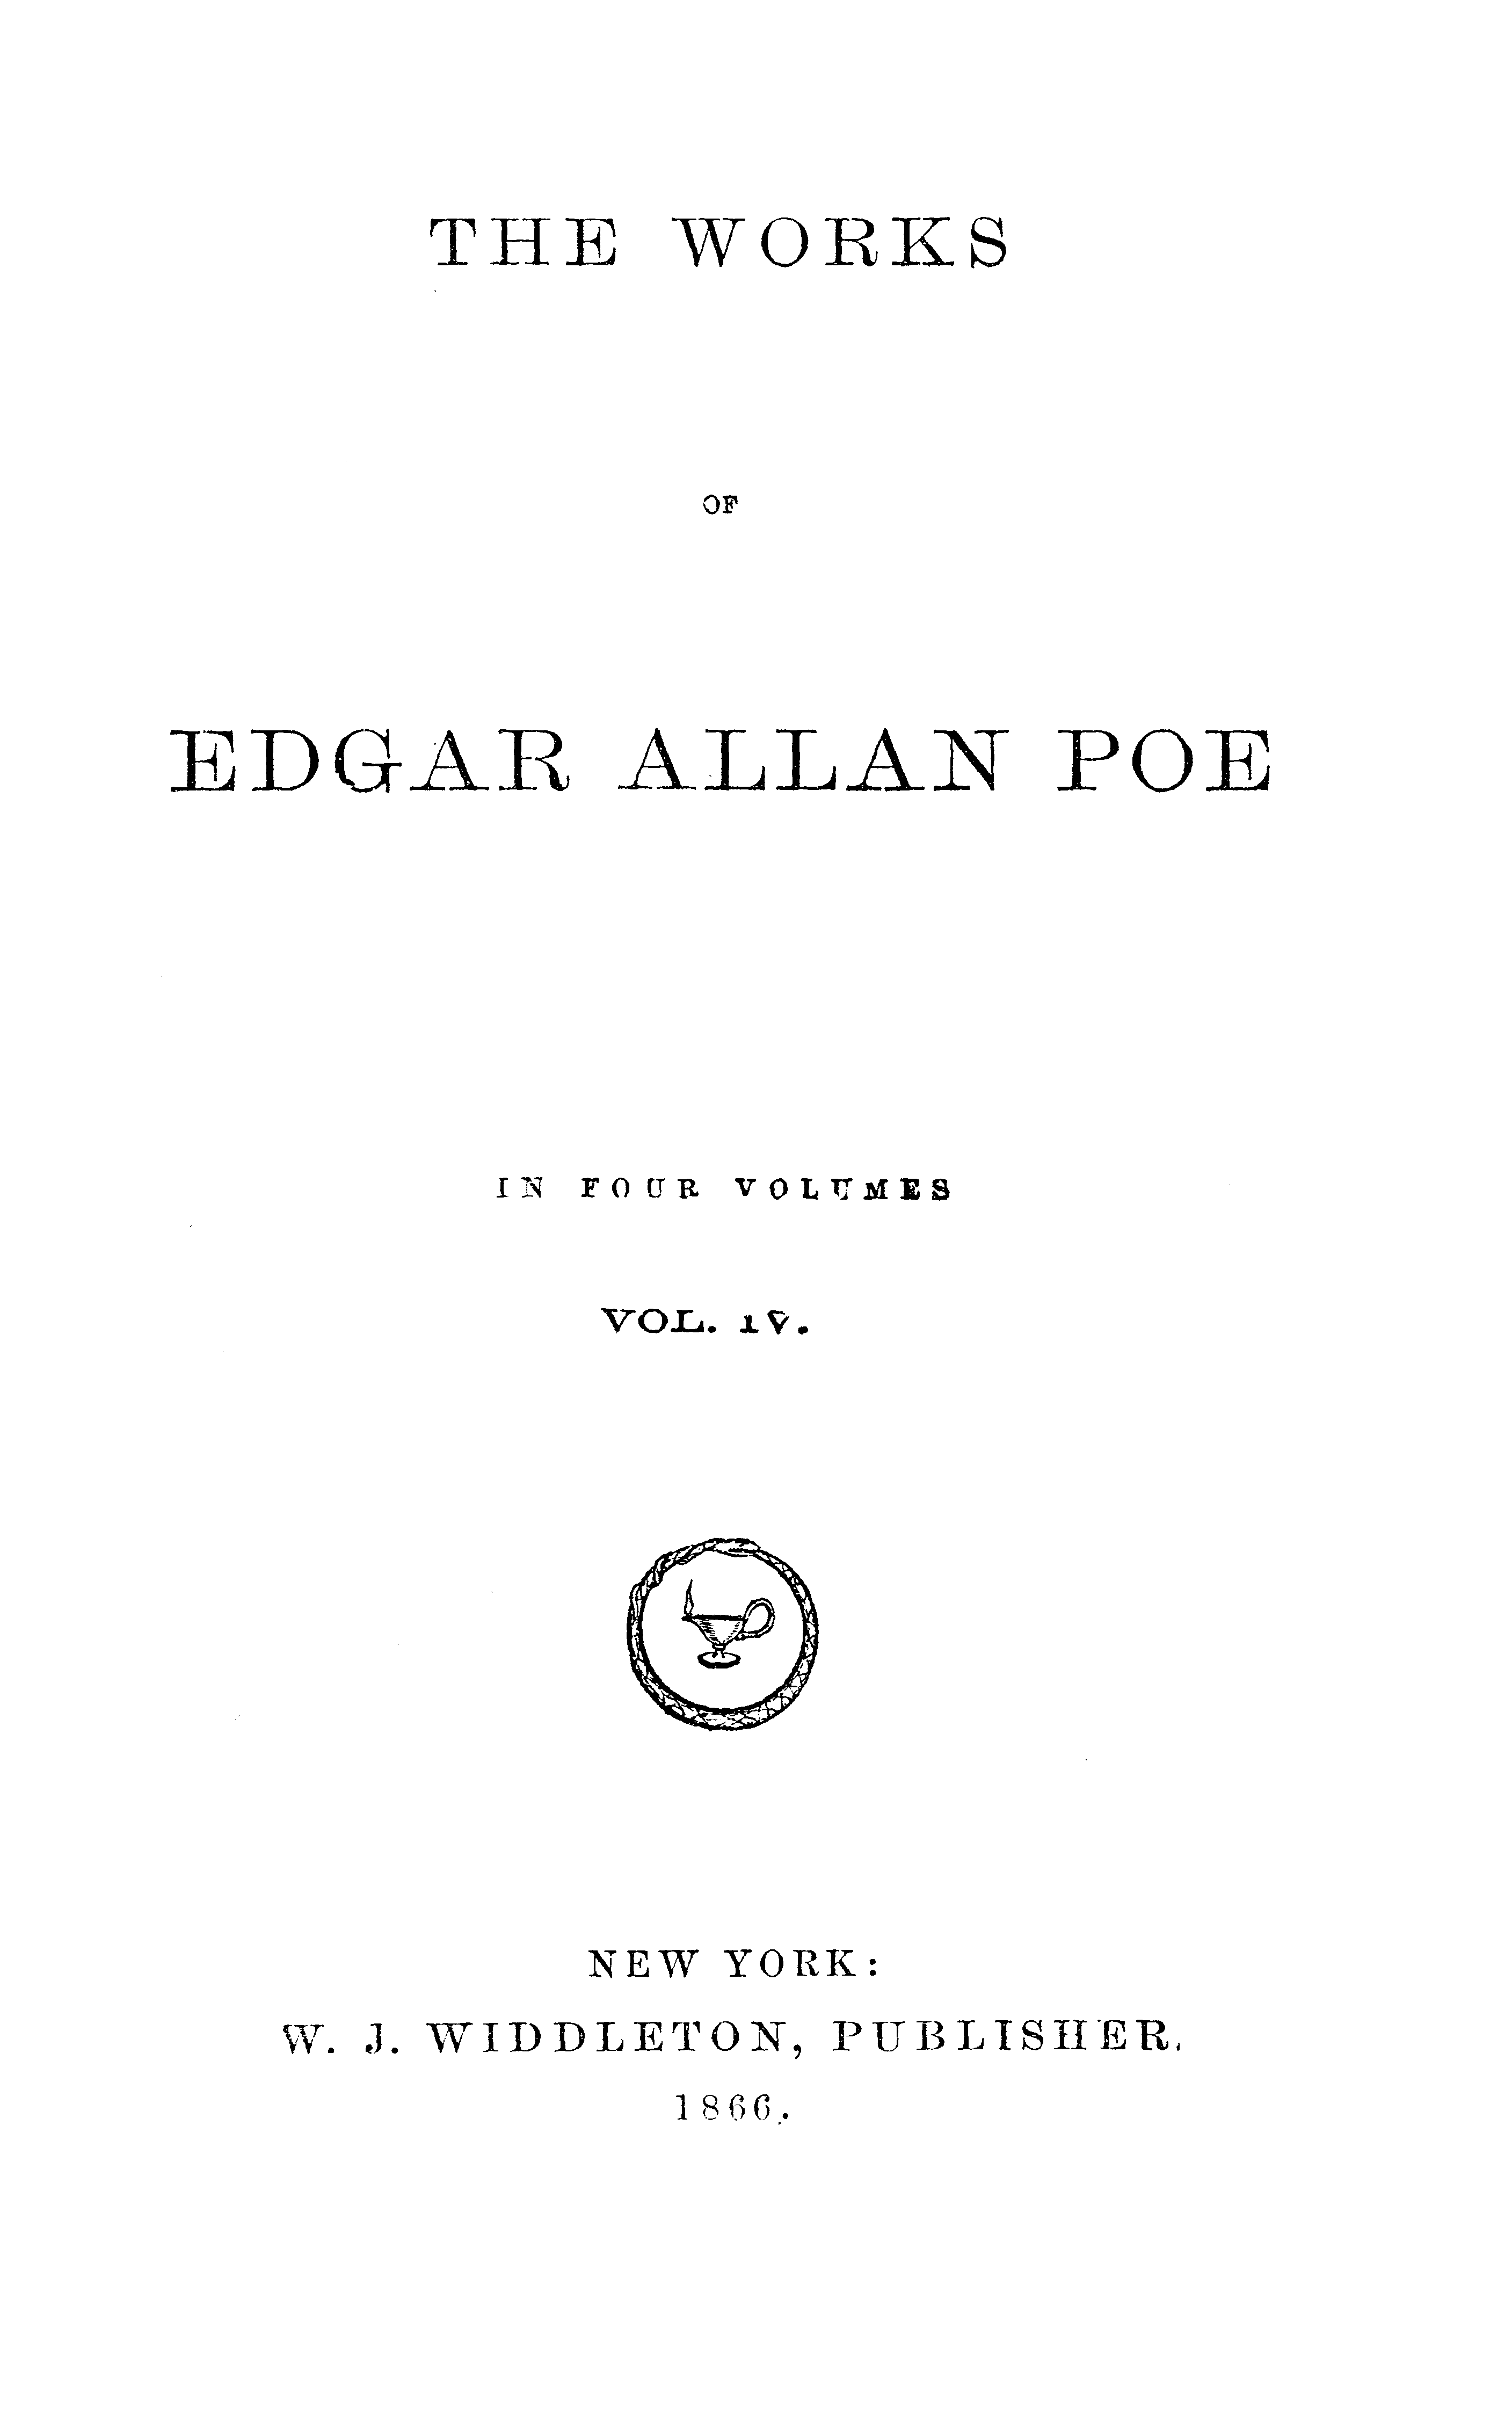 THE WORKS
OF
EDGAR ALLAN POE
IN FOUR VOLUMES
VOL. IV.
NEW YORK:
W. J. WIDDLETON, PUBLISHER.
1866.